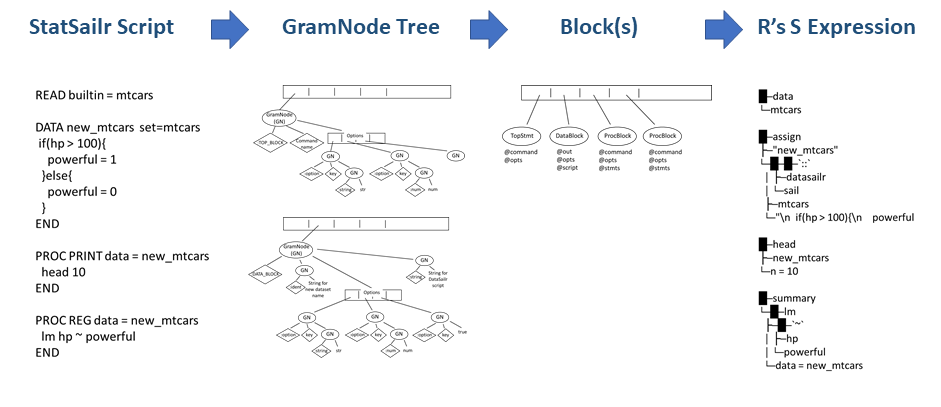 StatSailr Script
GramNode Tree
Block(s)
R's S Expression
READ builtin = mtcars
DATA new_mtcars set=mtcars
if(hp > 100){
powerful = 1
}else{
powerful = 0
}
END
PROC PRINT data = new_mtcars
head 10
END
PROC REG data = new_mtcars
lm hp ~ powerful
END
GramNode
(GN)
TOP_BLOCK
Command
name
Options
GN
GN
GN
option
key
GN
option
key
GN
string
str
num
num
GramNode
(GN)
DATA_BLOCK
GN
ident
String for
new dataset
name
GN
string
String for
DataSailr
script
Options
GN
GN
GN
option
key
GN
option
key
GN
option
key
true
string
str
num
num
TopStmt
@command
@opts
DataBlock
@out
@opts
@script
ProcBlock
@command
@opts
@stmts
ProcBlock
@command
@opts
@stmts
data
mtcars
assign
"new_mtcars"
`::`
datasailr
sail
mtcars
"\n if(hp > 100){\n powerful
head
new_mtcars
n = 10
summary
lm
`~`
hp
powerful
data = new_mtcars